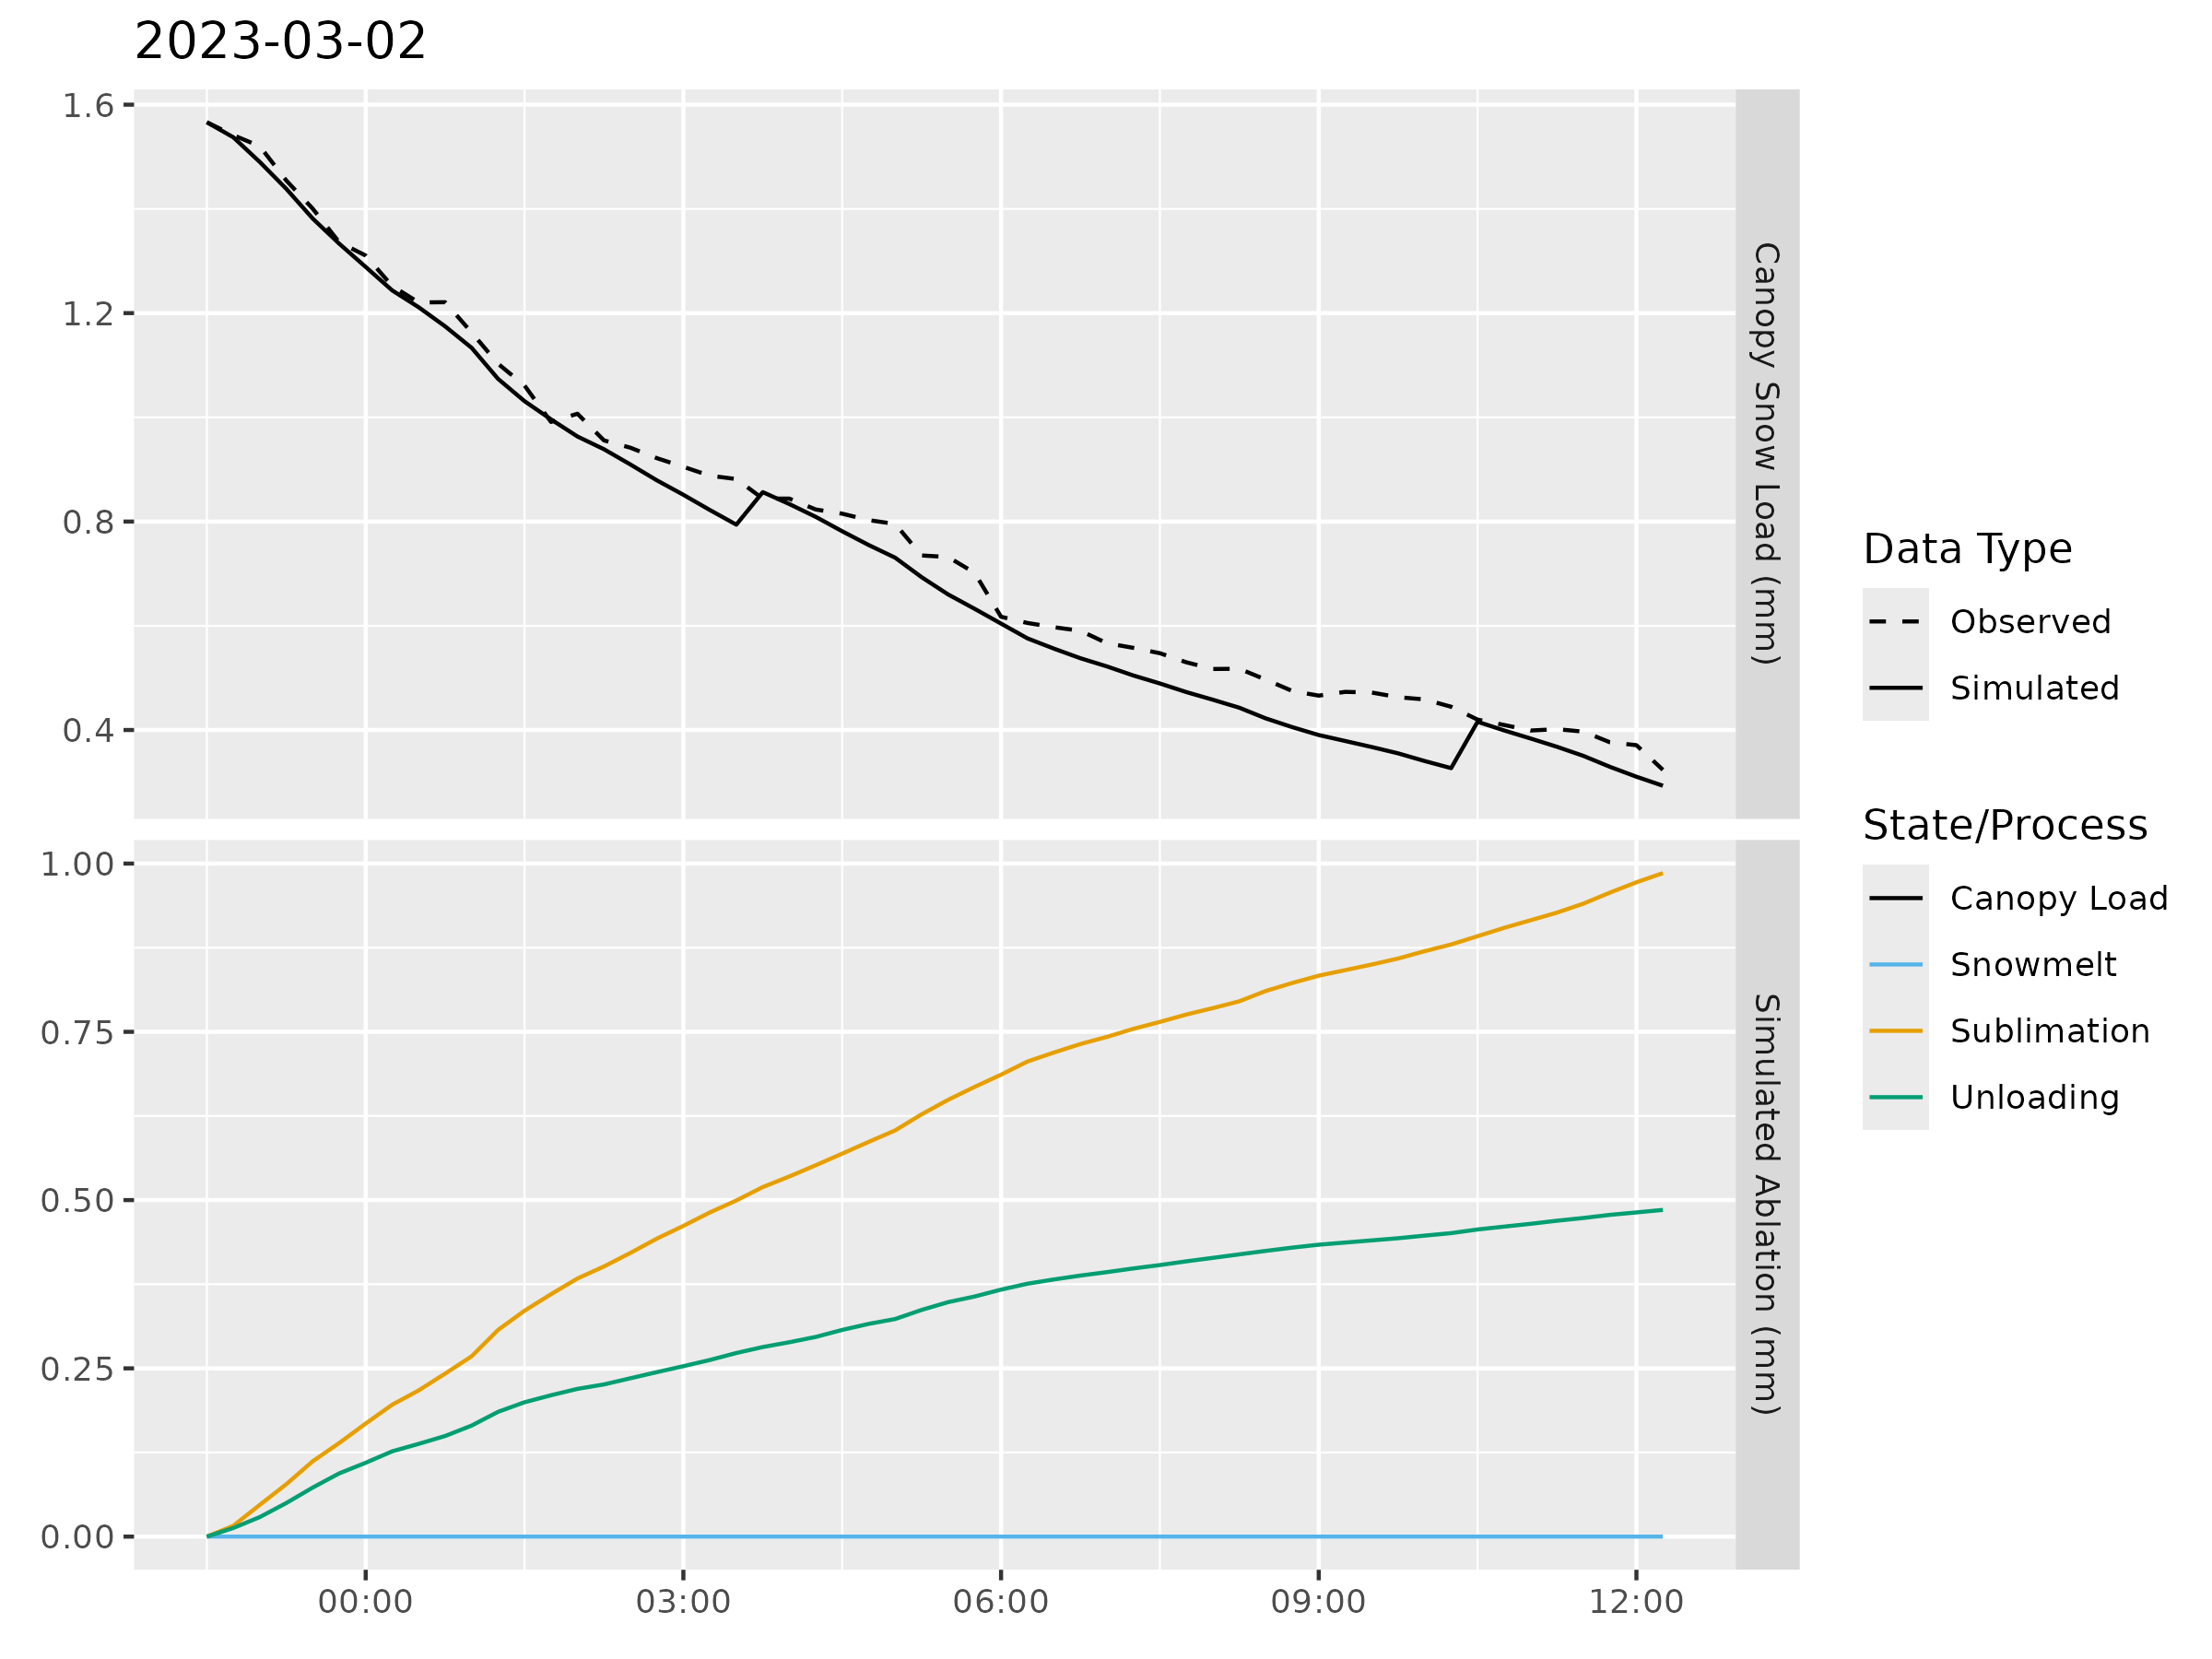 2023-03-02
1.6
1.2
0.8
0.4
Canopy Snow Load (mm)
1.00
0.75
0.50
0.25
0.00
Simulated Ablation (mm)
00:00
03:00
06:00
09:00
12:00
Data Type
Observed
Simulated
State/Process
Canopy Load
Snowmelt
Sublimation
Unloading